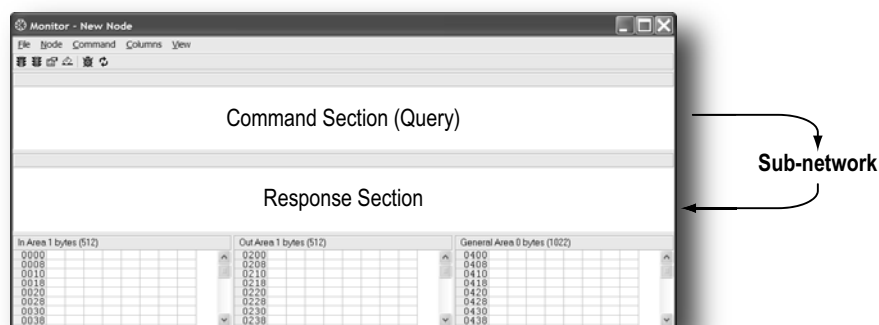 Monitor - New Node
File Node Command Columns View
Command Section (Query)
Sub-network
Response Section
In Area 1 bytes (512) Out Area 1 bytes (512) General Area 0 bytes (1022)
0000 0200 0400
0008 0208 0408
0010 0210 0410
0018 0218 0418
0020 0220 0420
0028 0228 0428
0030 0230 0430
0038 0238 0438